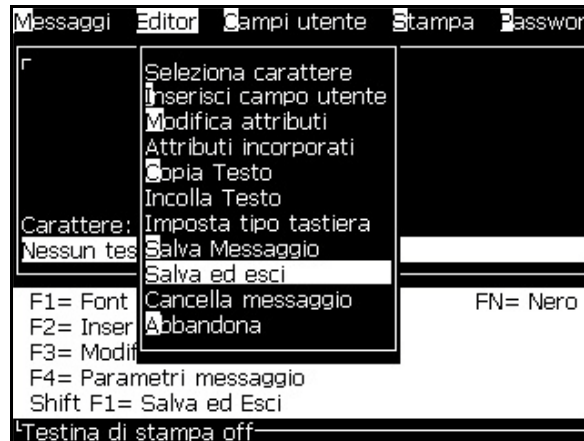 Messaggi Editor Campi utente Stampa Passwor
Seleziona carattere
Inserisci campo utente
Modifica attributi
Attributi incorporati
Copia Testo
Incolla Testo
Imposta tipo tastiera
Salva Messaggio
Salva ed esci
Cancella messaggio
Abbandona
Carattere:
Nessun tes
F1= Font FN= Nero
F2= Inser
F3= Modif
F4= Parametri messaggio
Shift F1= Salva ed Esci
Testina di stampa off